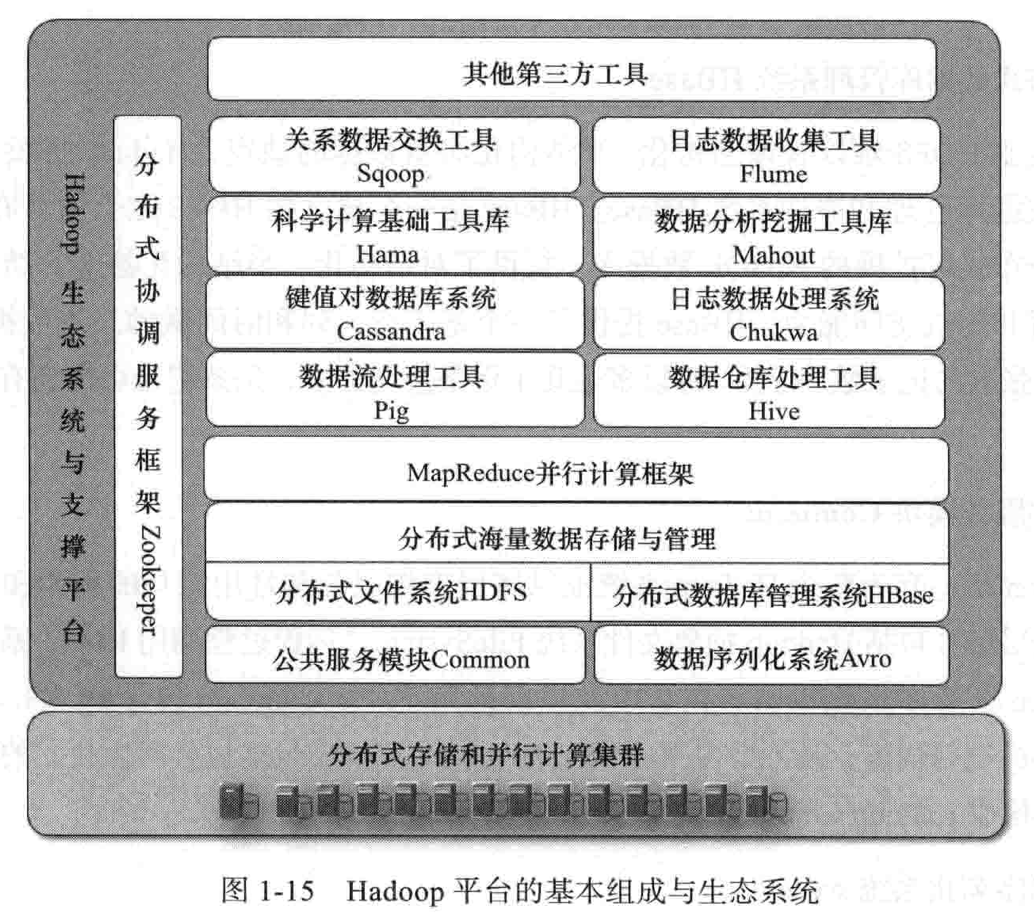 其他第三方工具
Hadoop 生态系统与支撑平台
分布式协调服务框架 Zookeeper
关系数据交换工具
Sqoop
日志数据收集工具
Flume
科学计算基础工具库
Hama
数据分析挖掘工具库
Mahout
键值对数据库系统
Cassandra
日志数据处理系统
Chukwa
数据流处理工具
Pig
数据仓库处理工具
Hive
MapReduce并行计算框架
分布式海量数据存储与管理
分布式文件系统HDFS
分布式数据库管理系统HBase
公共服务模块Common
数据序列化系统Avro
分布式存储和并行计算集群
图 1-15 Hadoop 平台的基本组成与生态系统